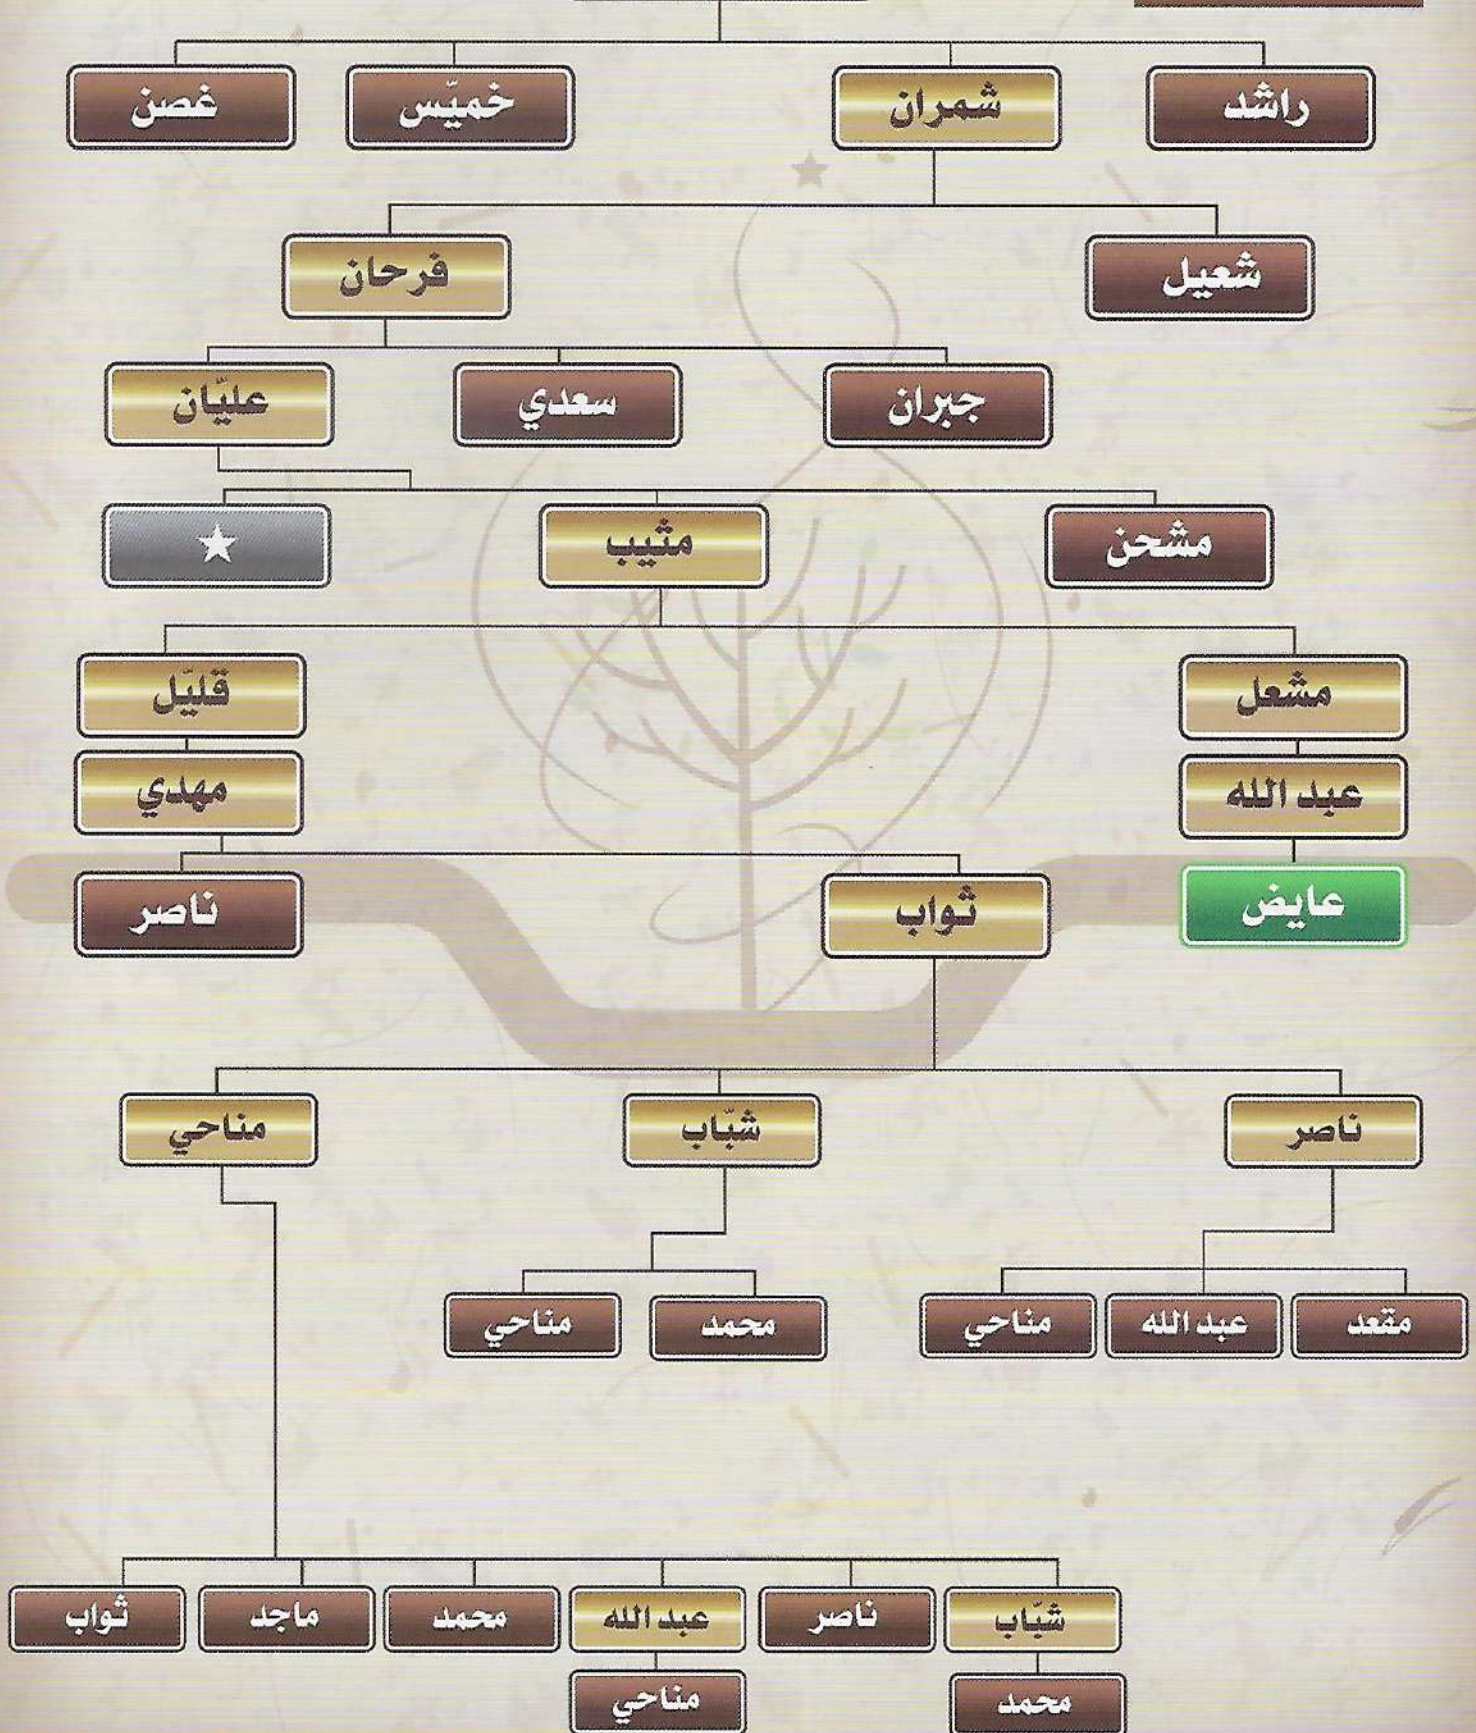 راشد شمران خميّس غصن
شعيل فرحان
جبران سعدي عليّان
مشحن مثيب
مشعل قليّل
عبد الله مهدي
عايض ثواب ناصر
ناصر شبّاب مناحي
مقعد عبد الله مناحي محمد مناحي
شبّاب ناصر عبد الله محمد ماجد ثواب
محمد مناحي